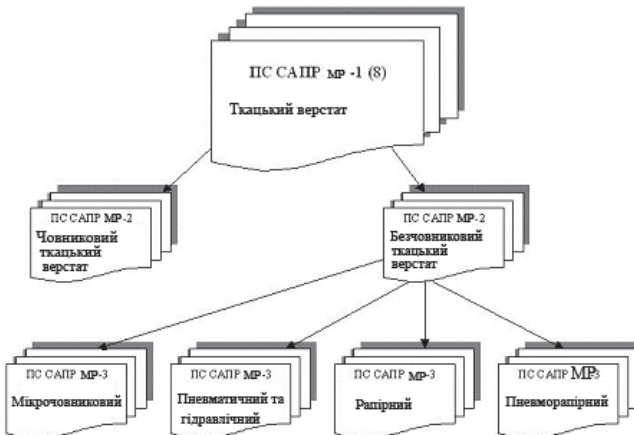 ПС САПР МР -1 (8)
Ткацький верстат
ПС САПР МР-2
Човниковий
ткацький
верстат
ПС САПР МР-2
Безчовниковий
ткацький
верстат
ПС САПР МР-3
Мікрочовниковий
ПС САПР МР-3
Пневматичний та
гідравлічний
ПС САПР МР-3
Рапірний
ПС САПР МР3
Пневморапірний